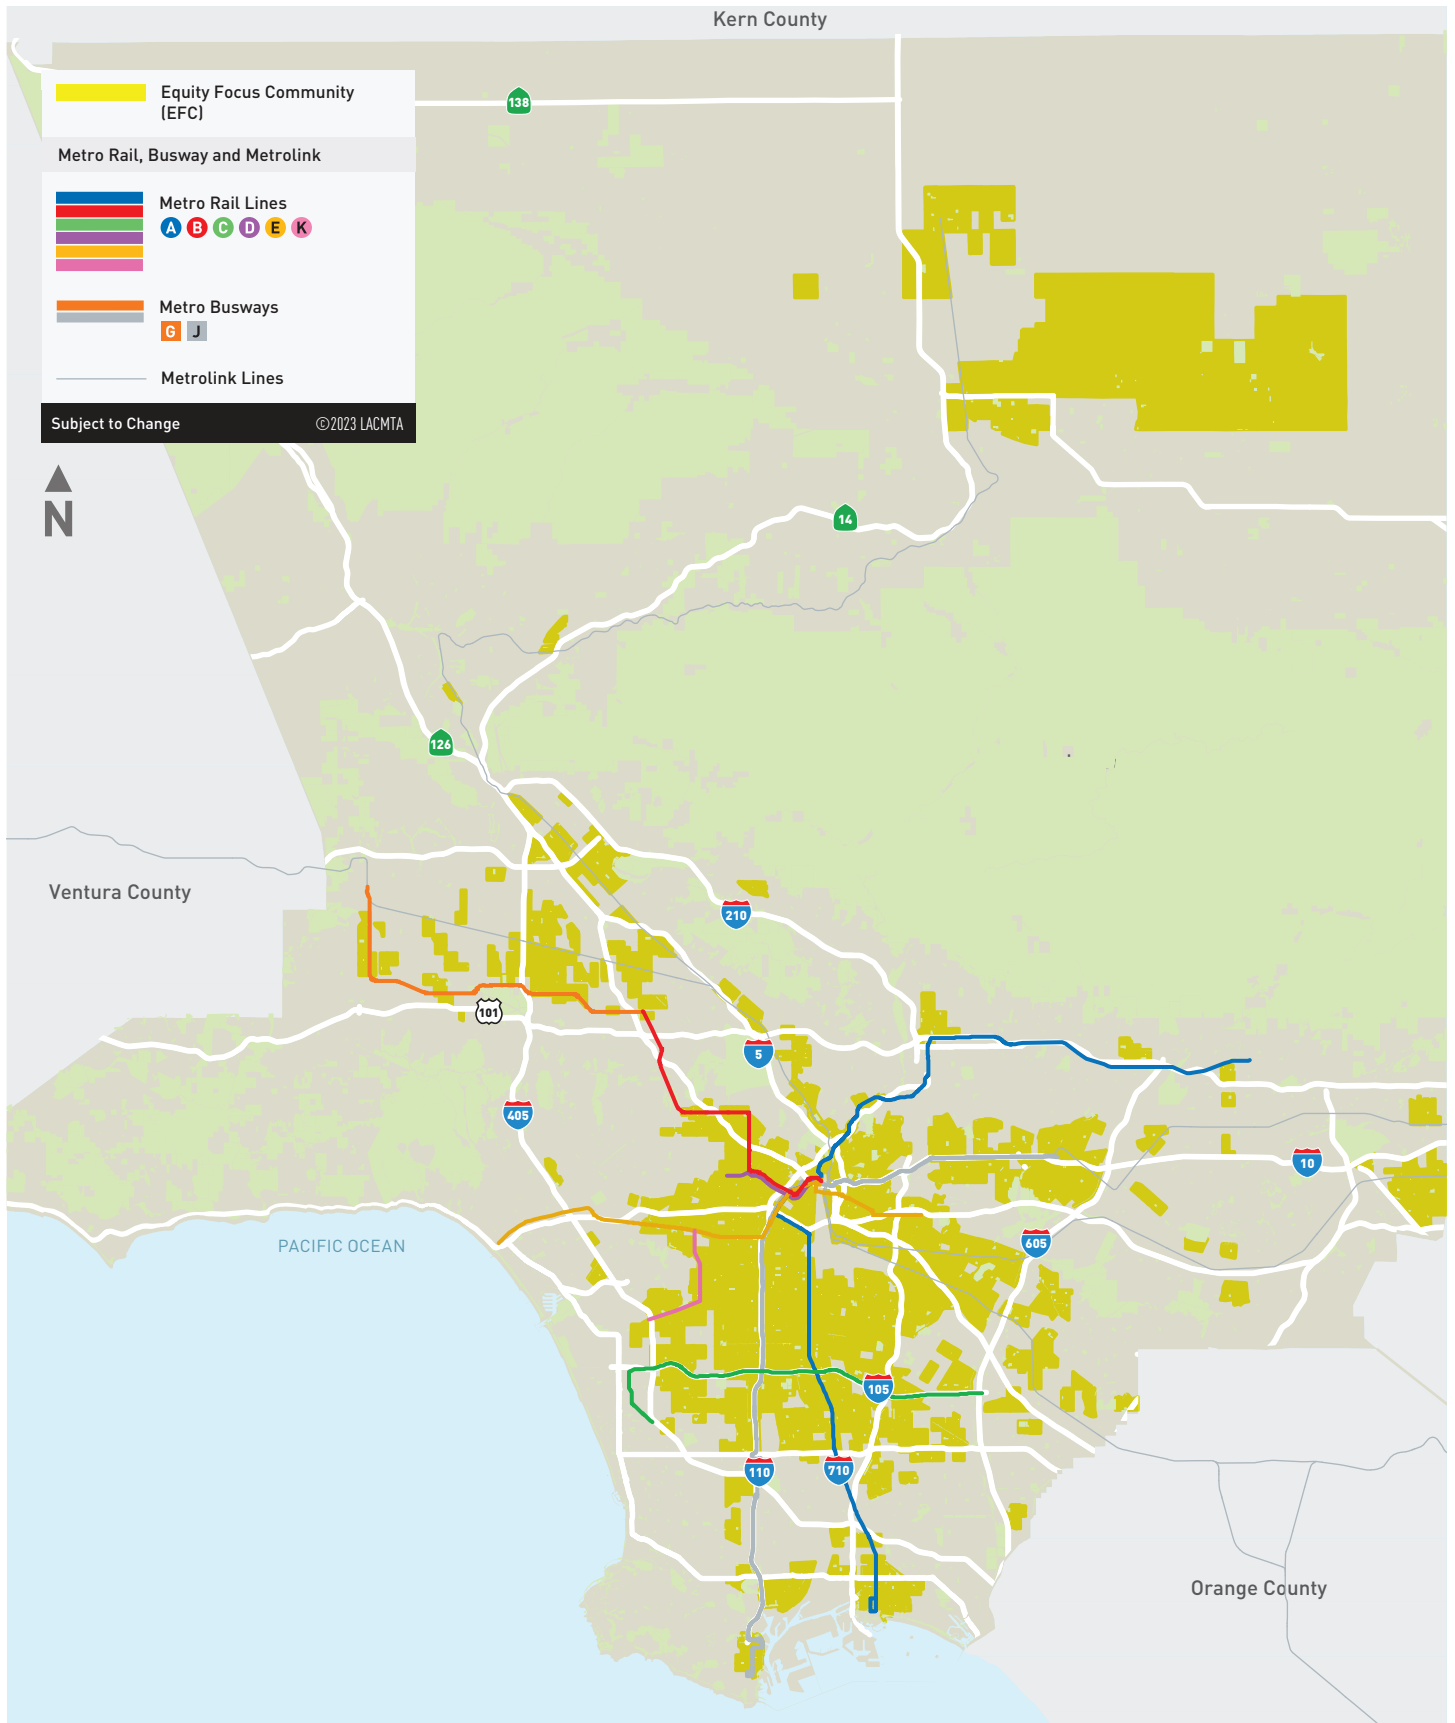 Kern County
Equity Focus Community
(EFC)
138
Metro Rail, Busway and Metrolink
Metro Rail Lines
A B C D E K
Metro Busways
G J
Metrolink Lines
Subject to Change ©2023 LACMTA
N
14
126
Ventura County
210
101
5
405
10
PACIFIC OCEAN
605
105
110
710
Orange County